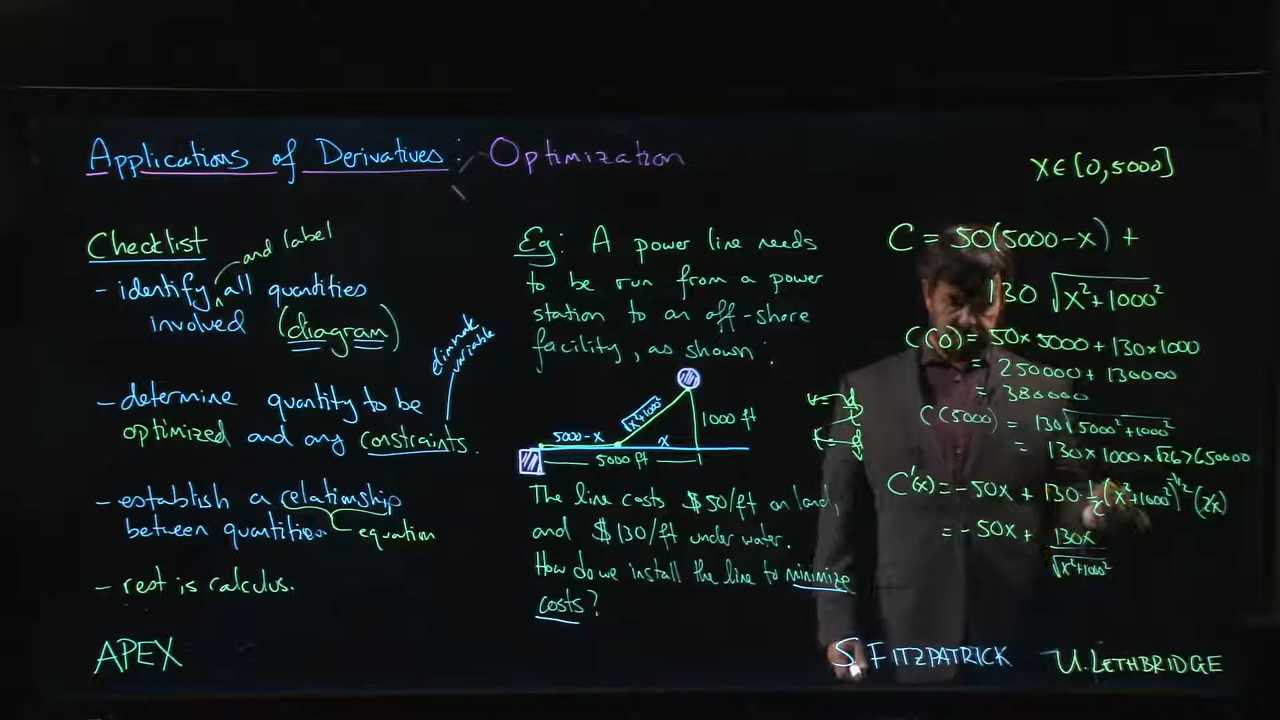 Applications of Derivatives: Optimization
Checklist
and label
- identify all quantities
involved (diagram)
eliminate
variable
- determine quantity to be
optimized and any constraints.
- establish a relationship
between quantities
equation
- rest is calculus.
APEX
Eg: A power line needs
to be run from a power
station to an off-shore
facility, as shown:
√x²+1000²
1000 ft
5000-x
x
5000 ft
The line costs $50/ft on land,
and $130/ft under water.
How do we install the line to minimize
costs?
x∈[0,5000]
C = 50(5000-x) +
130 √x²+1000²
C(0) = 50×5000 + 130×1000
= 250000 + 130000
= 380000
C(5000) = 130√5000²+1000²
= 130×1000×√26 > 650000
C'(x) = -50x + 130·1/2(x²+1000²)^-1/2(2x)
= -50x + 130x/√x²+1000²
S. FITZPATRICK U. LETHBRIDGE